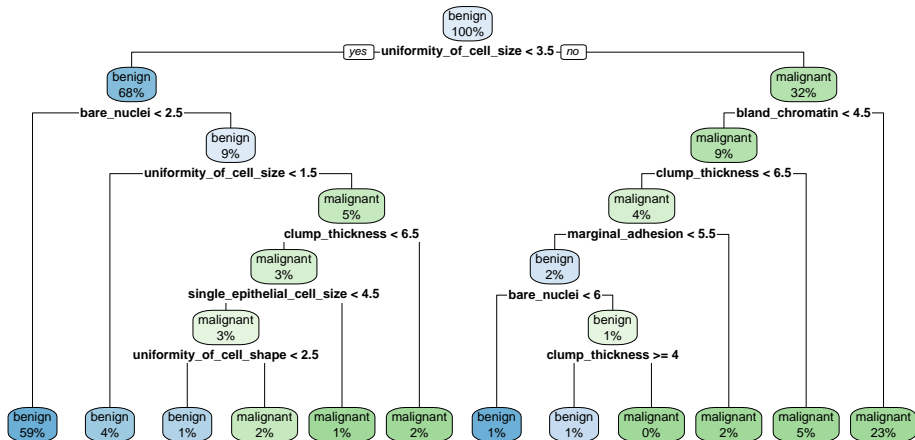 benign
100%
yes uniformity_of_cell_size < 3.5 no
benign
68%
malignant
32%
bare_nuclei < 2.5
bland_chromatin < 4.5
benign
9%
malignant
9%
uniformity_of_cell_size < 1.5
clump_thickness < 6.5
malignant
5%
malignant
4%
clump_thickness < 6.5
marginal_adhesion < 5.5
malignant
3%
benign
2%
single_epithelial_cell_size < 4.5
bare_nuclei < 6
malignant
3%
benign
1%
uniformity_of_cell_shape < 2.5
clump_thickness >= 4
benign
59%
benign
4%
benign
1%
malignant
2%
malignant
1%
malignant
2%
benign
1%
benign
1%
malignant
0%
malignant
2%
malignant
5%
malignant
23%